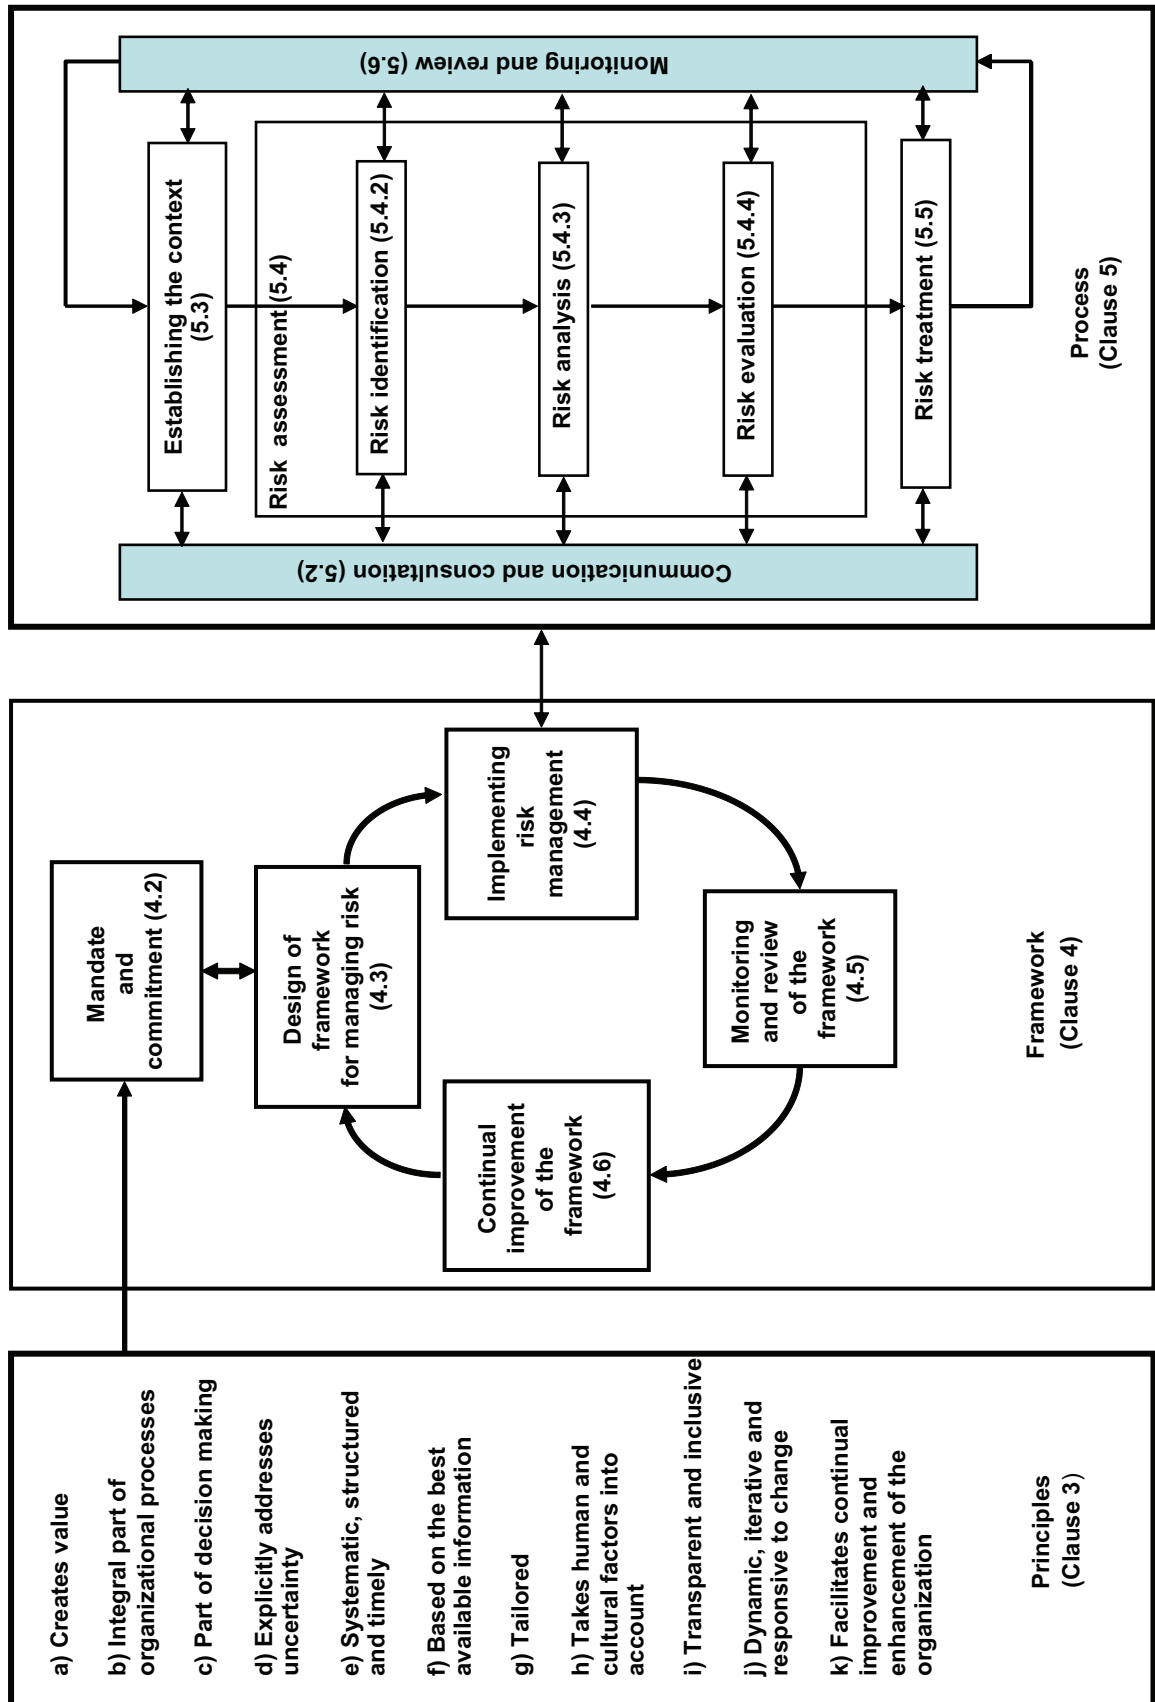 a) Creates value
b) Integral part of
organizational processes
c) Part of decision making
d) Explicitly addresses
uncertainty
e) Systematic, structured
and timely
f) Based on the best
available information
g) Tailored
h) Takes human and
cultural factors into
account
i) Transparent and inclusive
j) Dynamic, iterative and
responsive to change
k) Facilitates continual
improvement and
enhancement of the
organization
Principles
(Clause 3)
Mandate
and
commitment (4.2)
Design of
framework
for managing risk
(4.3)
Implementing
risk
management
(4.4)
Continual
improvement
of the
framework
(4.6)
Monitoring
and review
of the
framework
(4.5)
Framework
(Clause 4)
Communication and consultation (5.2)
Establishing the context
(5.3)
Risk assessment (5.4)
Risk identification (5.4.2)
Risk analysis (5.4.3)
Risk evaluation (5.4.4)
Risk treatment (5.5)
Monitoring and review (5.6)
Process
(Clause 5)